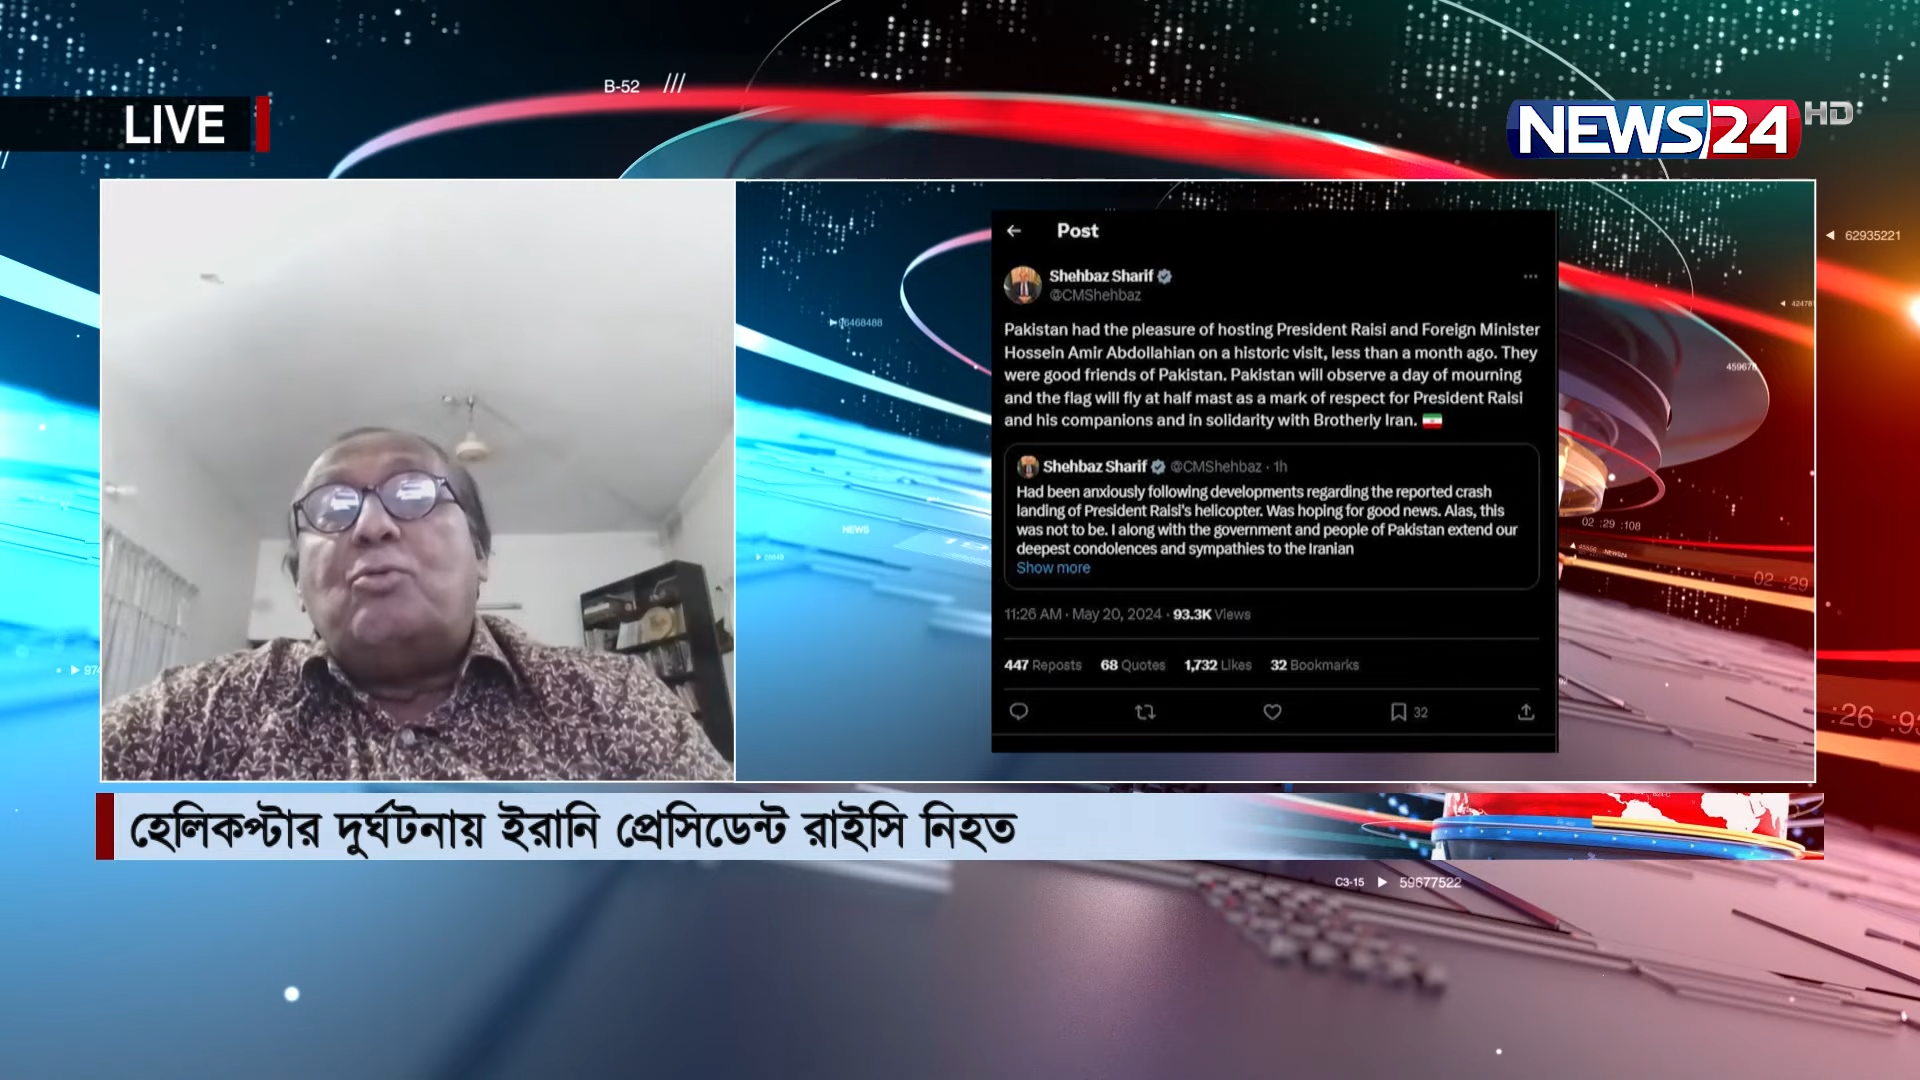 B-52 ///
LIVE
NEWS24 HD
62935221
Post
Shehbaz Sharif
@CMShehbaz
Pakistan had the pleasure of hosting President Raisi and Foreign Minister
Hossein Amir Abdollahian on a historic visit, less than a month ago. They
were good friends of Pakistan. Pakistan will observe a day of mourning
and the flag will fly at half mast as a mark of respect for President Raisi
and his companions and in solidarity with Brotherly Iran. 🇮🇷
Shehbaz Sharif @CMShehbaz · 1h
Had been anxiously following developments regarding the reported crash
landing of President Raisi's helicopter. Was hoping for good news. Alas, this
was not to be. I along with the government and people of Pakistan extend our
deepest condolences and sympathies to the Iranian
Show more
11:26 AM · May 20, 2024 · 93.3K Views
447 Reposts 68 Quotes 1,732 Likes 32 Bookmarks
32
96468488
NEWS
02 :29 :108
02 :29
হেলিকপ্টার দুর্ঘটনায় ইরানি প্রেসিডেন্ট রাইসি নিহত
C3-15 59677522